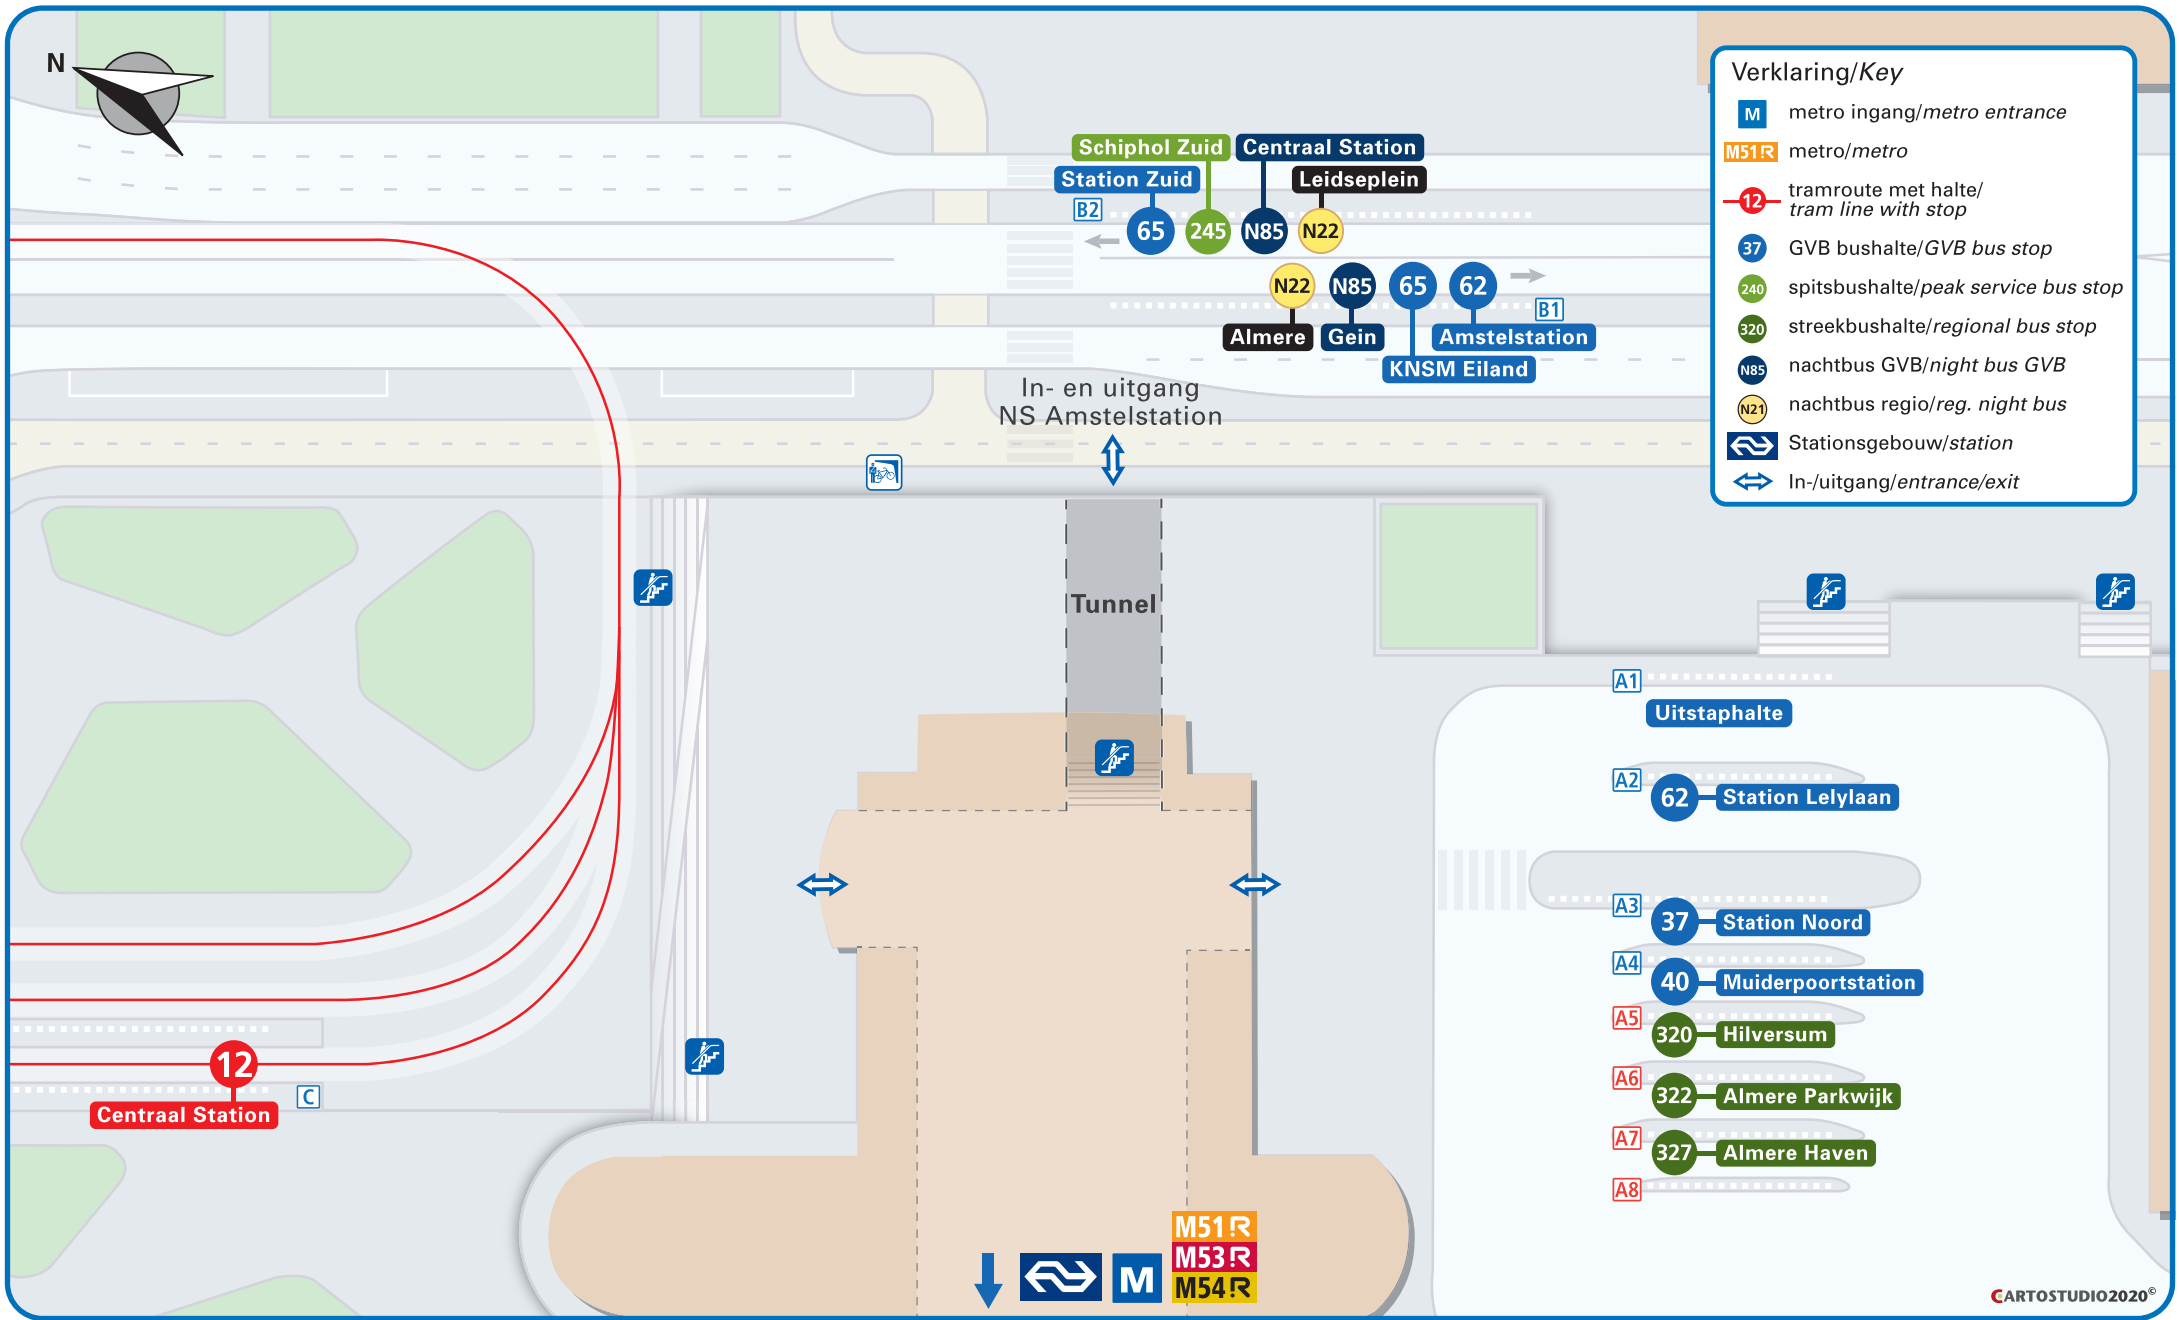 N
Verklaring/Key
M
metro ingang/metro entrance
M51R
metro/metro
12
tramroute met halte/
tram line with stop
37
GVB bushalte/GVB bus stop
240
spitsbushalte/peak service bus stop
320
streekbushalte/regional bus stop
N85
nachtbus GVB/night bus GVB
N21
nachtbus regio/reg. night bus
Stationsgebouw/station
In-/uitgang/entrance/exit
Schiphol Zuid
Centraal Station
Station Zuid
Leidseplein
B2
65
245
N85
N22
N22
N85
65
62
B1
Almere
Gein
Amstelstation
KNSM Eiland
In- en uitgang
NS Amstelstation
Tunnel
A1
Uitstaphalte
A2
62
Station Lelylaan
A3
37
Station Noord
A4
40
Muiderpoortstation
A5
320
Hilversum
A6
322
Almere Parkwijk
A7
327
Almere Haven
A8
12
C
Centraal Station
M
M51R
M53R
M54R
CARTOSTUDIO2020©